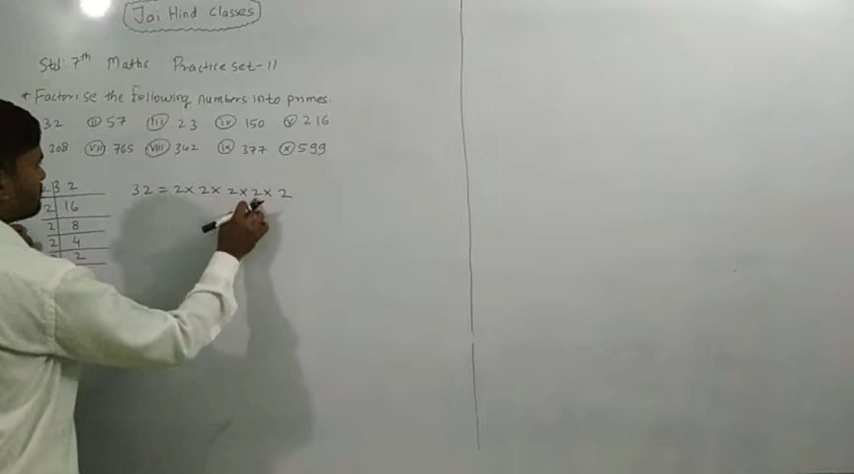 Jai Hind Classes
Std: 7th Maths Practice set-11
* Factorise the following numbers into primes.
32 (ii) 57 (iii) 23 (iv) 150 (v) 216
208 (vii) 765 (viii) 342 (ix) 377 (x) 599
2 32
32 = 2 × 2 × 2 × 2 × 2
2 16
2 8
2 4
2